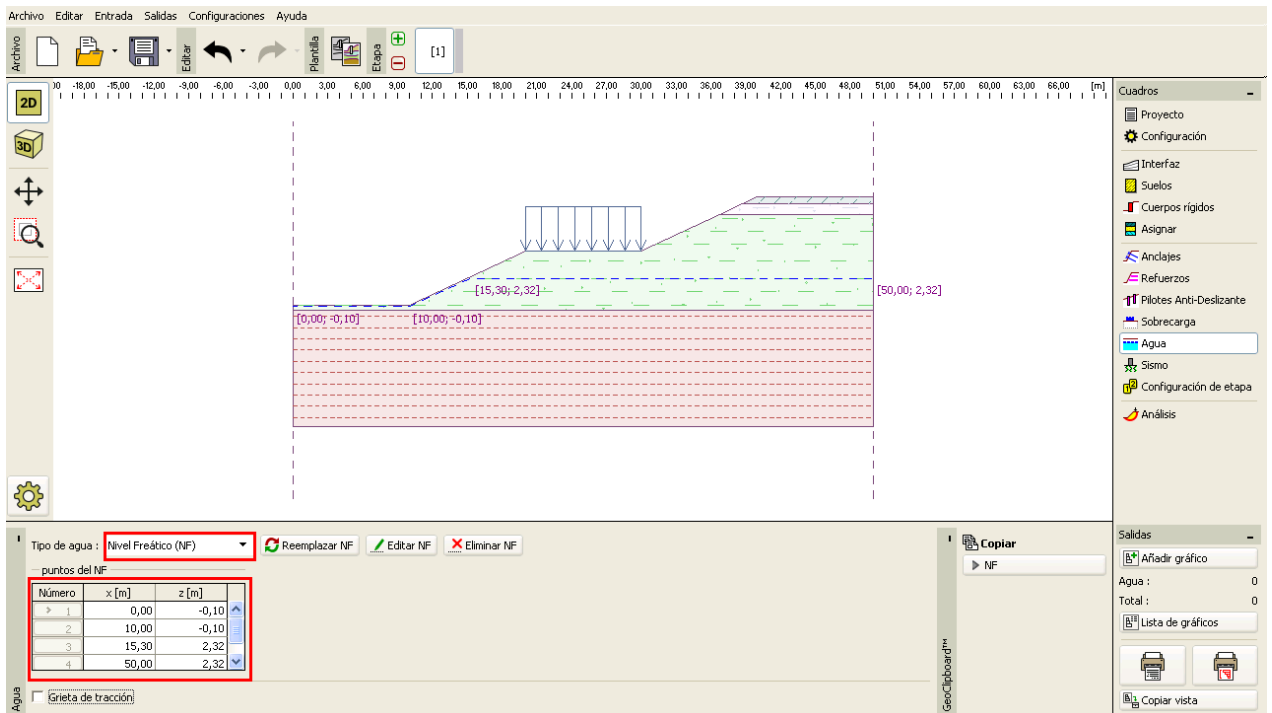 Archivo Editar Entrada Salidas Configuraciones Ayuda
Archivo
Editar
Plantilla
Etapa
[1]
-18,00 -15,00 -12,00 -9,00 -6,00 -3,00 0,00 3,00 6,00 9,00 12,00 15,00 18,00 21,00 24,00 27,00 30,00 33,00 36,00 39,00 42,00 45,00 48,00 51,00 54,00 57,00 60,00 63,00 66,00 [m]
2D
3D
[15,30; 2,32]
[50,00; 2,32]
[0,00; -0,10]
[10,00; -0,10]
Cuadros
Proyecto
Configuración
Interfaz
Suelos
Cuerpos rígidos
Asignar
Anclajes
Refuerzos
Pilotes Anti-Deslizante
Sobrecarga
Agua
Sismo
Configuración de etapa
Análisis
Tipo de agua : Nivel Freático (NF) Reemplazar NF Editar NF Eliminar NF
puntos del NF
Número x [m] z [m]
1 0,00 -0,10
2 10,00 -0,10
3 15,30 2,32
4 50,00 2,32
Grieta de tracción
Agua
GeoClipboard™
Copiar
NF
Salidas
Añadir gráfico
Agua : 0
Total : 0
Lista de gráficos
Copiar vista